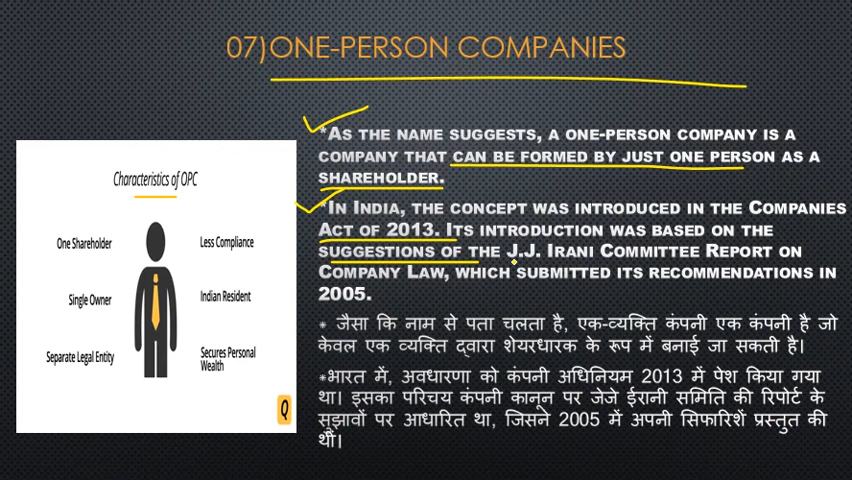 07)ONE-PERSON COMPANIES
*AS THE NAME SUGGESTS, A ONE-PERSON COMPANY IS A
COMPANY THAT CAN BE FORMED BY JUST ONE PERSON AS A
SHAREHOLDER.
*IN INDIA, THE CONCEPT WAS INTRODUCED IN THE COMPANIES
ACT OF 2013. ITS INTRODUCTION WAS BASED ON THE
SUGGESTIONS OF THE J.J. IRANI COMMITTEE REPORT ON
COMPANY LAW, WHICH SUBMITTED ITS RECOMMENDATIONS IN
2005.
* जैसा कि नाम से पता चलता है, एक-व्यक्ति कंपनी एक कंपनी है जो
केवल एक व्यक्ति द्वारा शेयरधारक के रूप में बनाई जा सकती है।
*भारत में, अवधारणा को कंपनी अधिनियम 2013 में पेश किया गया
था। इसका परिचय कंपनी कानून पर जेजे ईरानी समिति की रिपोर्ट के
सुझावों पर आधारित था, जिसने 2005 में अपनी सिफारिशें प्रस्तुत की
थीं।
Characteristics of OPC
One Shareholder
Less Compliance
Single Owner
Indian Resident
Separate Legal Entity
Secures Personal
Wealth
Q